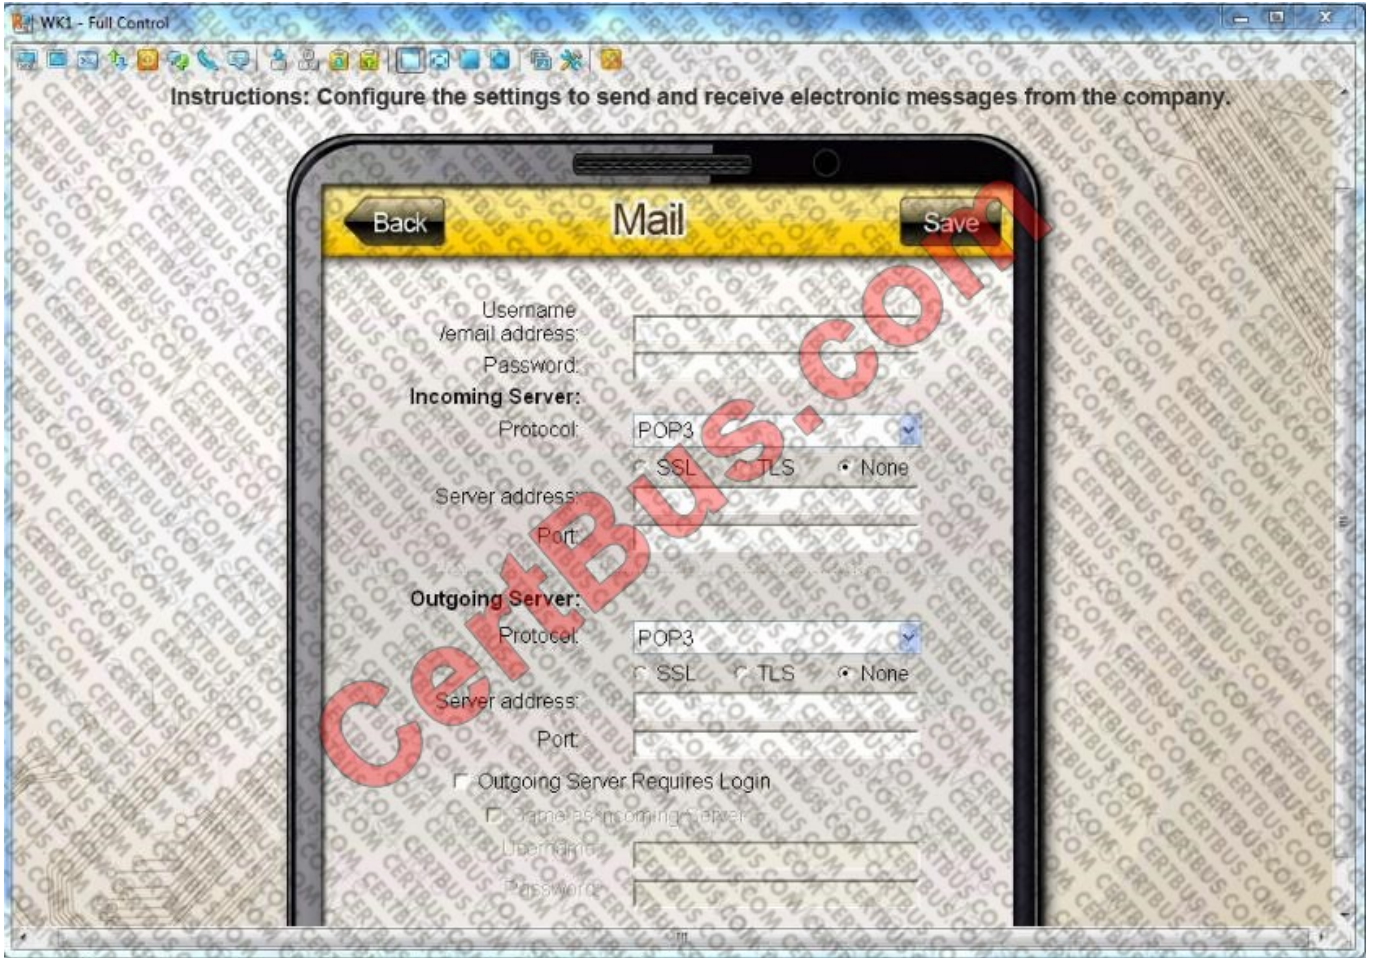 WK1 - Full Control
Instructions: Configure the settings to send and receive electronic messages from the company.
Back Mail Save
Username
/email address:
Password:
Incoming Server:
Protocol: POP3
SSL TLS None
Server address:
Port:
Outgoing Server:
Protocol: POP3
SSL TLS None
Server address:
Port:
Outgoing Server Requires Login
Same as Incoming Server
Username
Password
CertBus.com